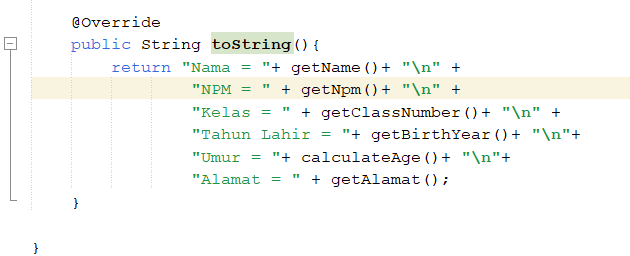 @Override
public String toString(){
return "Nama = "+ getName()+ "\n" +
"NPM = " + getNpm()+ "\n" +
"Kelas = " + getClassNumber()+ "\n" +
"Tahun Lahir = "+ getBirthYear()+ "\n"+
"Umur = "+ calculateAge()+ "\n"+
"Alamat = " + getAlamat();
}
}